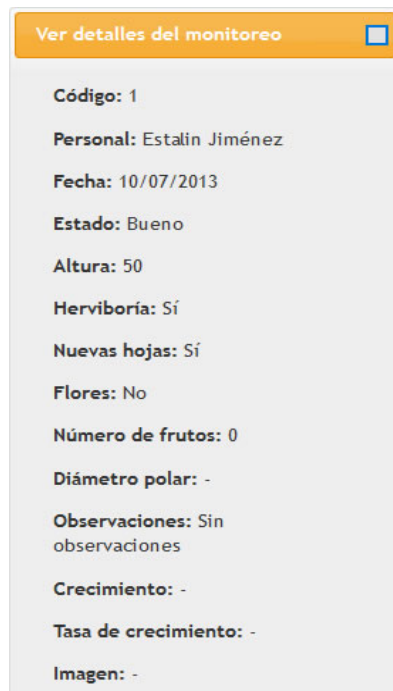 Ver detalles del monitoreo
Código: 1
Personal: Estalin Jiménez
Fecha: 10/07/2013
Estado: Bueno
Altura: 50
Herviboría: Sí
Nuevas hojas: Sí
Flores: No
Número de frutos: 0
Diámetro polar: -
Observaciones: Sin
observaciones
Crecimiento: -
Tasa de crecimiento: -
Imagen: -